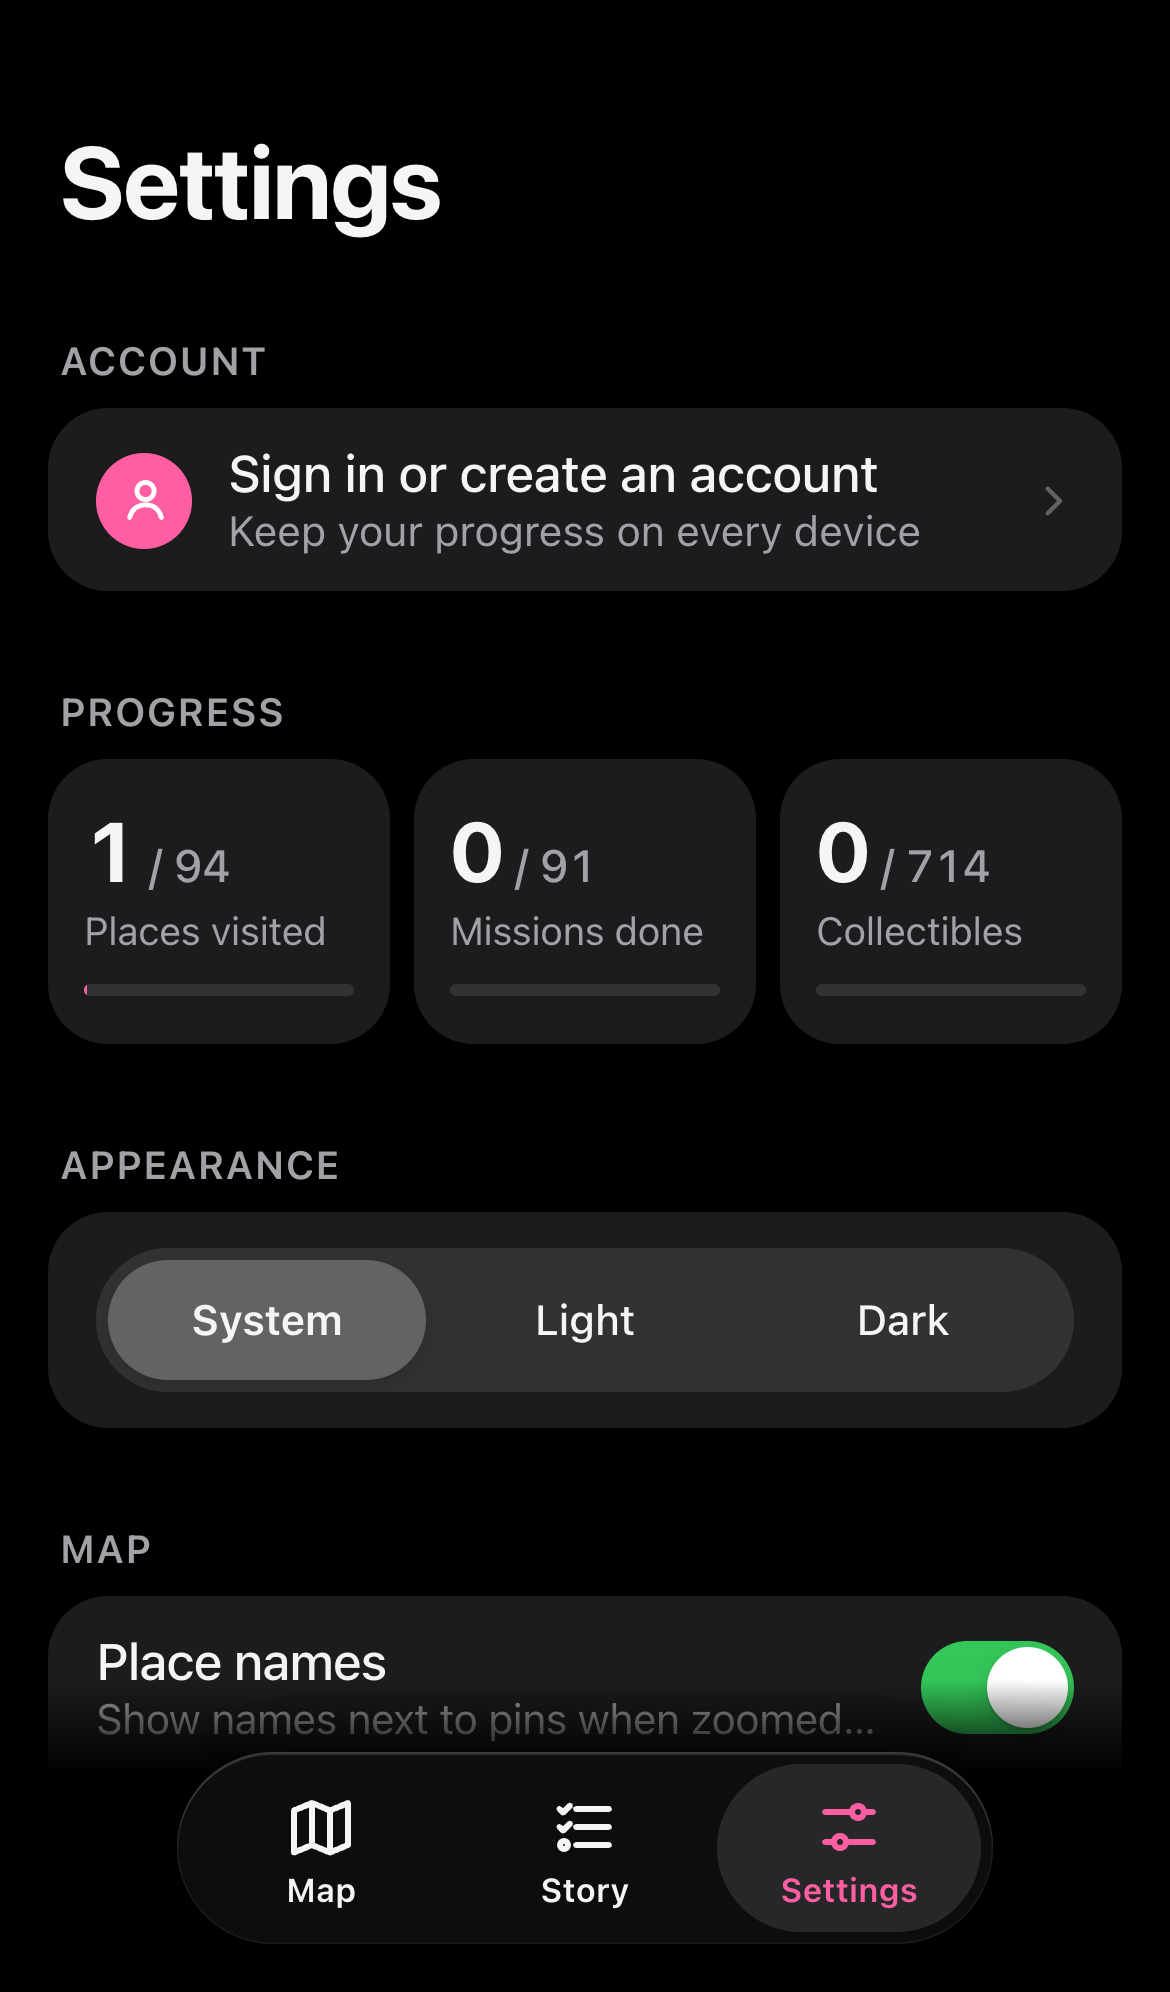 Settings
ACCOUNT
Sign in or create an account
Keep your progress on every device
PROGRESS
1 / 94
Places visited
0 / 91
Missions done
0 / 714
Collectibles
APPEARANCE
System
Light
Dark
MAP
Place names
Show names next to pins when zoomed...
Map
Story
Settings